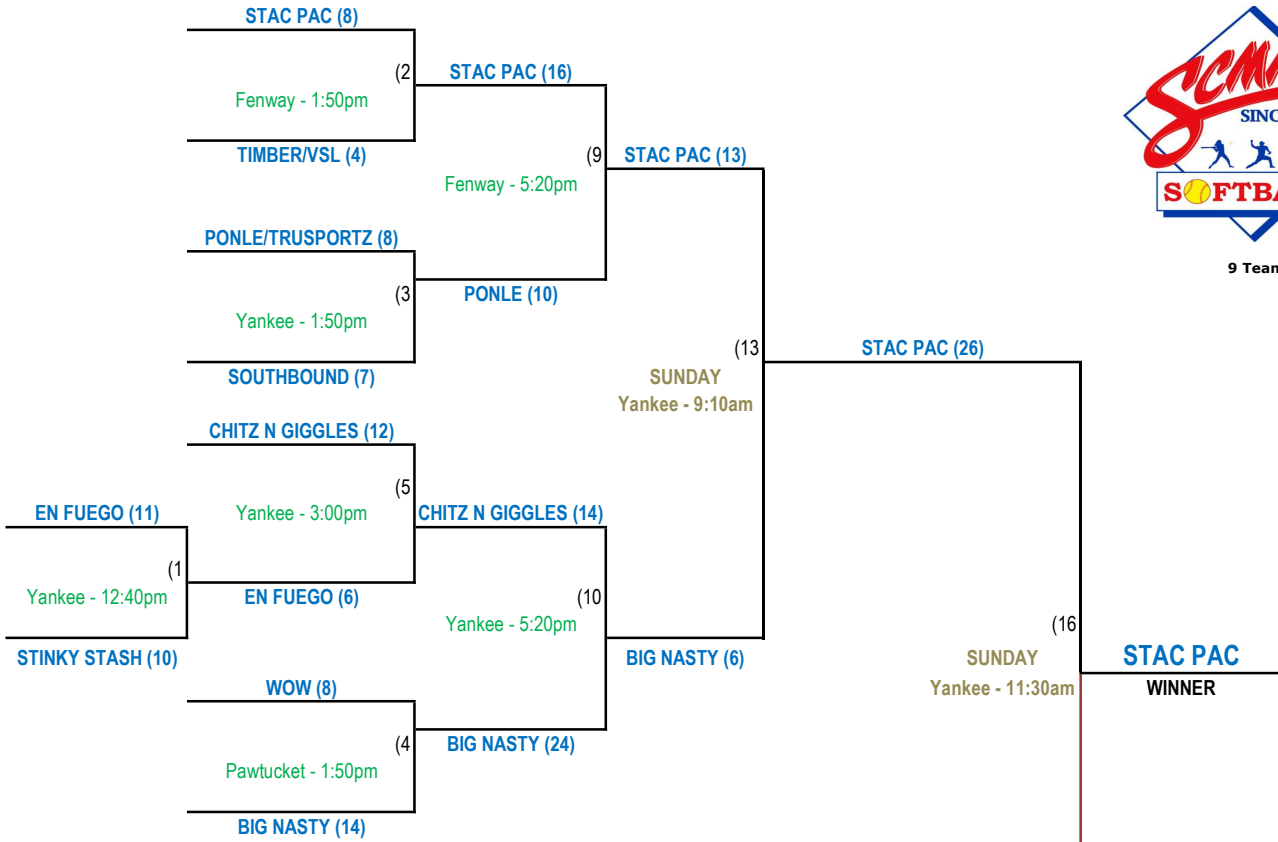 STAC PAC (8)
(2
STAC PAC (16)
Fenway - 1:50pm
TIMBER/VSL (4)
(9
STAC PAC (13)
Fenway - 5:20pm
PONLE/TRUSPORTZ (8)
(3
PONLE (10)
Yankee - 1:50pm
SOUTHBOUND (7)
(13
STAC PAC (26)
SUNDAY
Yankee - 9:10am
CHITZ N GIGGLES (12)
(5
EN FUEGO (11)
Yankee - 3:00pm
CHITZ N GIGGLES (14)
(1
Yankee - 12:40pm
EN FUEGO (6)
(10
Yankee - 5:20pm
STINKY STASH (10)
BIG NASTY (6)
(16
SUNDAY
Yankee - 11:30am
STAC PAC
WINNER
WOW (8)
(4
BIG NASTY (24)
Pawtucket - 1:50pm
BIG NASTY (14)
SINC
SOFTBA
9 Team